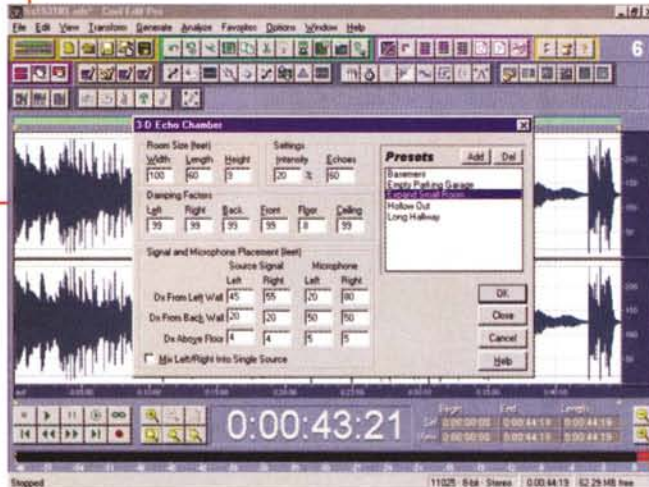 Cool Edit Pro
File Edit View Transform Generate Analyze Favorites Options Window Help
6
3-D Echo Chamber
Room Size (feet)
Width Length Height
100 60 9
Settings
Intensity Echoes
20 % 60
Damping Factors
Left Right Back Front Floor Ceiling
.99 .99 .99 .99 .8 .99
Signal and Microphone Placement (feet)
Source Signal Microphone
Left Right Left Right
Dx From Left Wall 45 55 20 80
Dx From Back Wall 20 20 50 50
Dx Above Floor 4 4 5 5
Mix Left/Right Into Single Source
Presets Add Del
Basement
Empty Parking Garage
Expand Small Room
Hollow Out
Long Hallway
OK
Close
Cancel
Help
0:00:43:21
Begin End Length
Sel 0:00:00:00 0:00:44:19 0:00:44:19
View 0:00:00:00 0:00:44:19 0:00:44:19
Stopped
11025 · 8-bit · Stereo 0:00:44:19 62.29 MB free